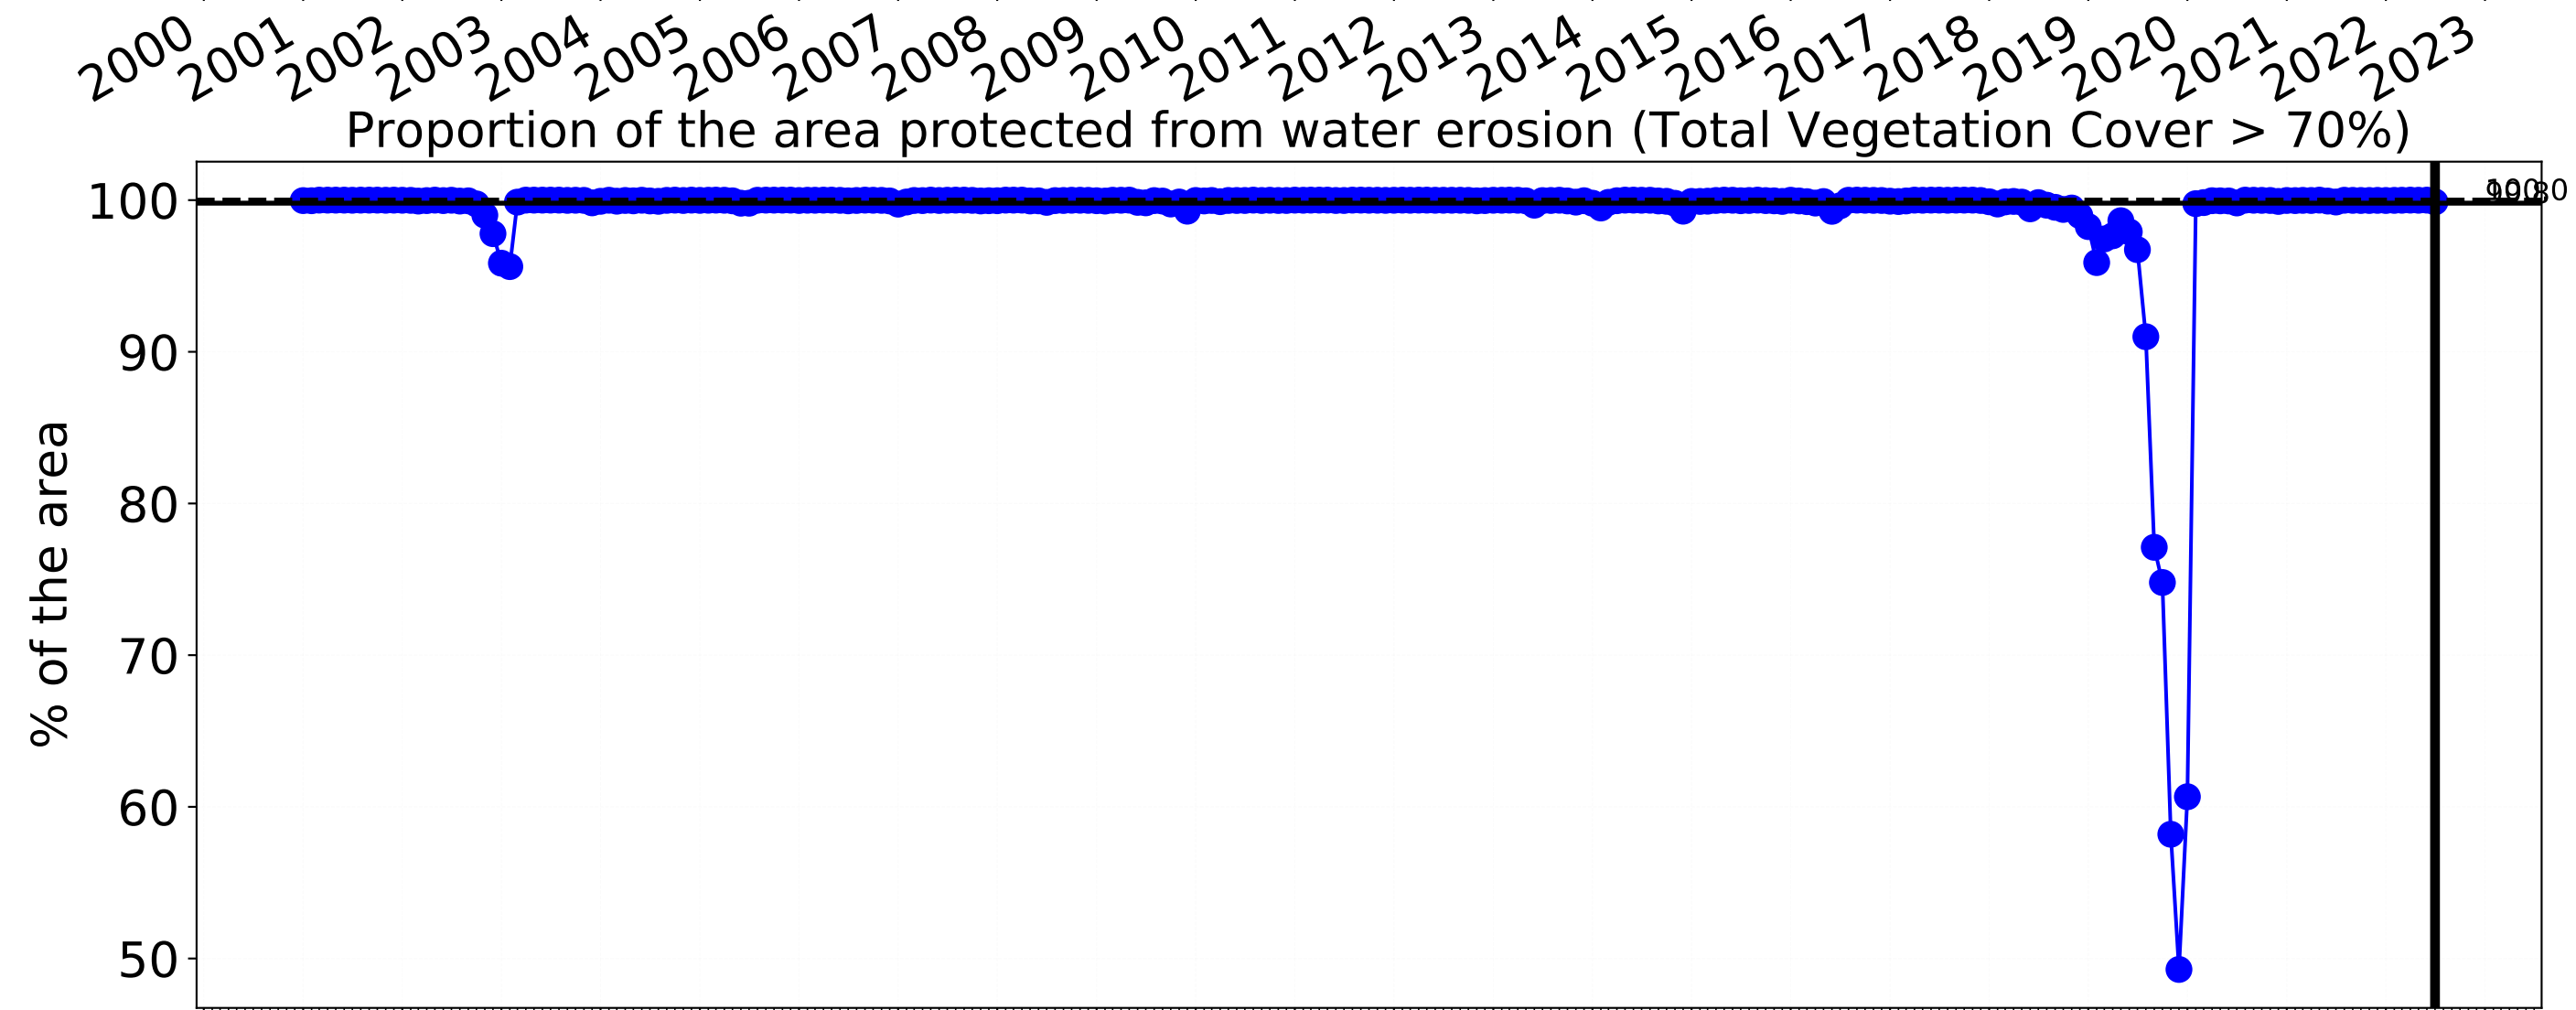 2000 2001 2002 2003 2004 2005 2006 2007 2008 2009 2010 2011 2012 2013 2014 2015 2016 2017 2018 2019 2020 2021 2022 2023
Proportion of the area protected from water erosion (Total Vegetation Cover > 70%)
100
90
80
70
60
50
% of the area